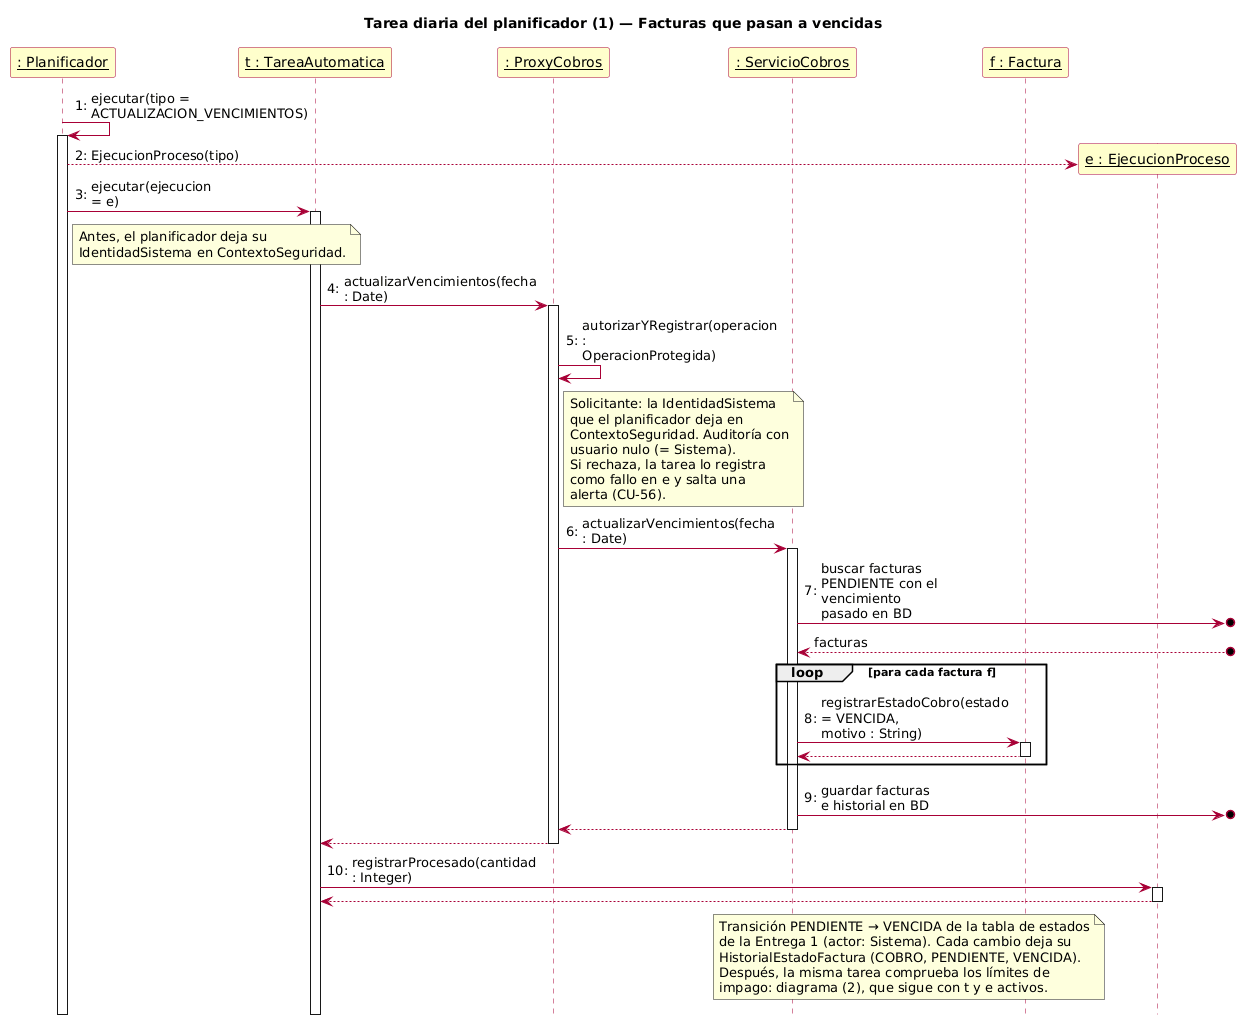 Tarea diaria del planificador (1) — Facturas que pasan a vencidas
: Planificador
t : TareaAutomatica
: ProxyCobros
: ServicioCobros
f : Factura
1: ejecutar(tipo =
ACTUALIZACION_VENCIMIENTOS)
2: EjecucionProceso(tipo)
e : EjecucionProceso
3: ejecutar(ejecucion
= e)
Antes, el planificador deja su
IdentidadSistema en ContextoSeguridad.
4: actualizarVencimientos(fecha
: Date)
5: autorizarYRegistrar(operacion
:
OperacionProtegida)
Solicitante: la IdentidadSistema
que el planificador deja en
ContextoSeguridad. Auditoría con
usuario nulo (= Sistema).
Si rechaza, la tarea lo registra
como fallo en e y salta una
alerta (CU-56).
6: actualizarVencimientos(fecha
: Date)
7: buscar facturas
PENDIENTE con el
vencimiento
pasado en BD
facturas
loop [para cada factura f]
8: registrarEstadoCobro(estado
= VENCIDA,
motivo : String)
9: guardar facturas
e historial en BD
10: registrarProcesado(cantidad
: Integer)
Transición PENDIENTE → VENCIDA de la tabla de estados
de la Entrega 1 (actor: Sistema). Cada cambio deja su
HistorialEstadoFactura (COBRO, PENDIENTE, VENCIDA).
Después, la misma tarea comprueba los límites de
impago: diagrama (2), que sigue con t y e activos.